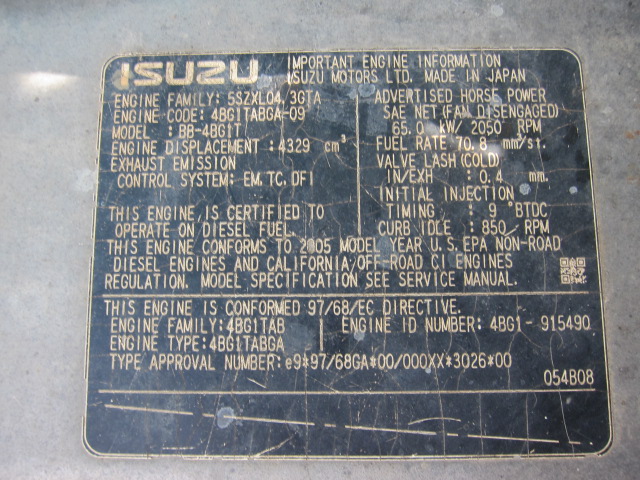 ISUZU IMPORTANT ENGINE INFORMATION
ISUZU MOTORS LTD. MADE IN JAPAN
ENGINE FAMILY: 5SZXL04.3GTA
ENGINE CODE: 4BG1TABGA-09
MODEL : BB-4BG1T
ENGINE DISPLACEMENT :4329 cm³
EXHAUST EMISSION
CONTROL SYSTEM: EM, TC, DFI
ADVERTISED HORSE POWER
SAE NET (FAN DISENGAGED)
65.0 kW/ 2050 RPM
FUEL RATE 70.8 mm³/st.
VALVE LASH (COLD)
IN/EXH : 0.4 mm.
INITIAL INJECTION
TIMING : 9 °BTDC
CURB IDLE : 850 RPM
THIS ENGINE IS CERTIFIED TO
OPERATE ON DIESEL FUEL.
THIS ENGINE CONFORMS TO 2005 MODEL YEAR U.S. EPA NON-ROAD
DIESEL ENGINES AND CALIFORNIA OFF-ROAD CI ENGINES
REGULATION. MODEL SPECIFICATION SEE SERVICE MANUAL.
THIS ENGINE IS CONFORMED 97/68/EC DIRECTIVE.
ENGINE FAMILY:4BG1TAB
ENGINE TYPE:4BG1TABGA
ENGINE ID NUMBER: 4BG1- 915490
TYPE APPROVAL NUMBER:e9*97/68GA*00/000XX*3026*00
054B08